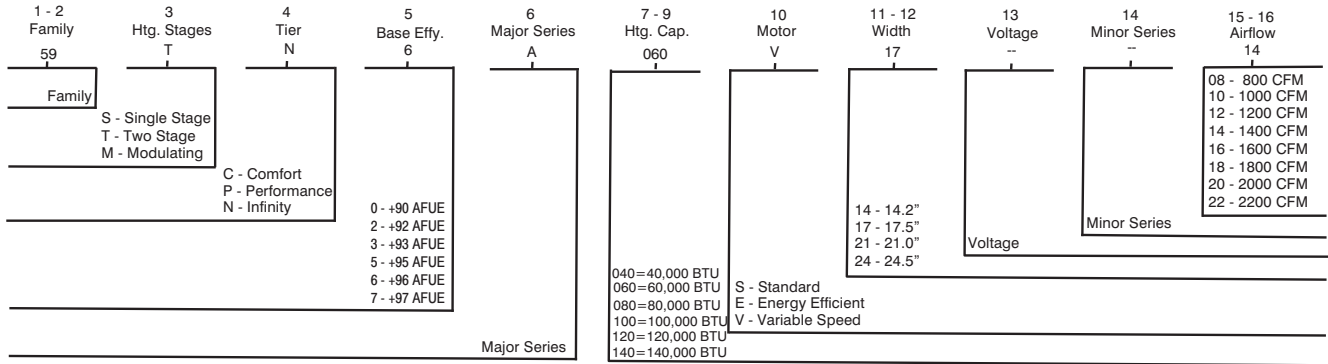 1 - 2 3 4 5 6 7 - 9 10 11 - 12 13 14 15 - 16
Family Htg. Stages Tier Base Effy. Major Series Htg. Cap. Motor Width Voltage Minor Series Airflow
59 T N 6 A 060 V 17 -- -- 14
Family
S - Single Stage
T - Two Stage
M - Modulating
C - Comfort
P - Performance
N - Infinity
0 - +90 AFUE
2 - +92 AFUE
3 - +93 AFUE
5 - +95 AFUE
6 - +96 AFUE
7 - +97 AFUE
Major Series
040=40,000 BTU
060=60,000 BTU
080=80,000 BTU
100=100,000 BTU
120=120,000 BTU
140=140,000 BTU
S - Standard
E - Energy Efficient
V - Variable Speed
14 - 14.2”
17 - 17.5”
21 - 21.0”
24 - 24.5”
Voltage
Minor Series
08 - 800 CFM
10 - 1000 CFM
12 - 1200 CFM
14 - 1400 CFM
16 - 1600 CFM
18 - 1800 CFM
20 - 2000 CFM
22 - 2200 CFM